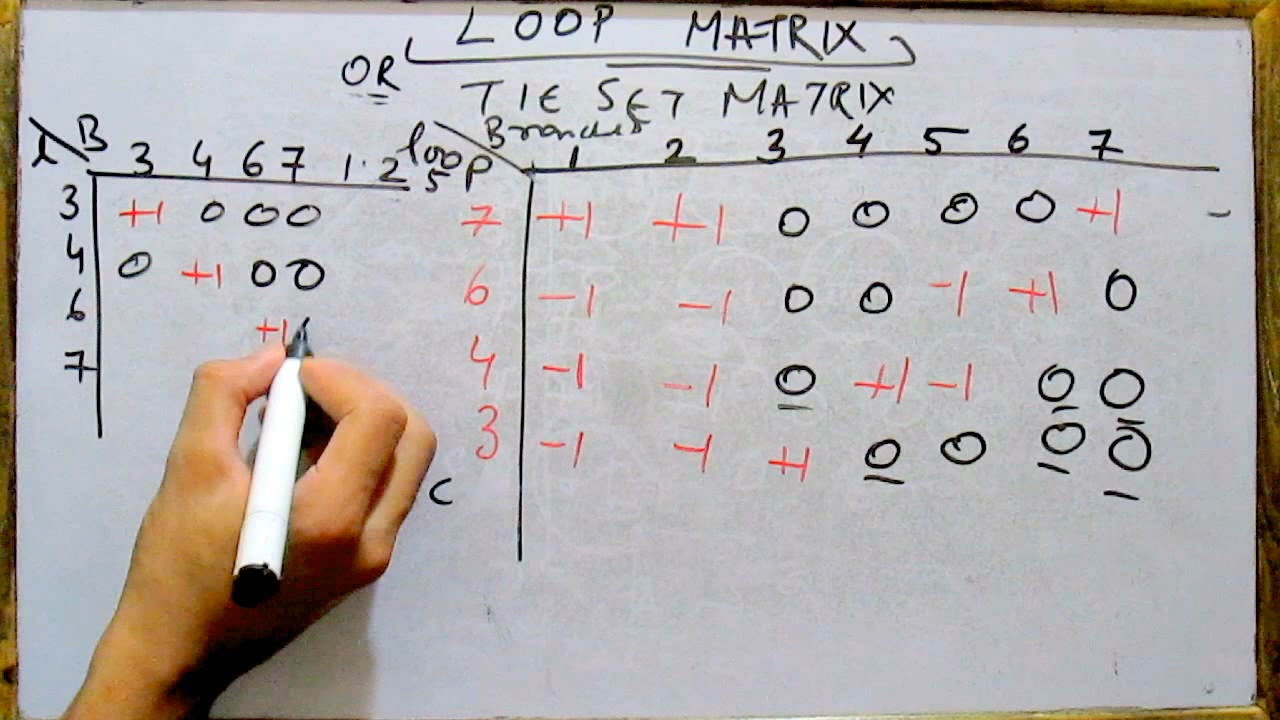 LOOP MATRIX
OR
TIE SET MATRIX
B 3 4 6 7 1 2 5
3 +1 0 0 0
4 0 +1 0 0
6 +1
7
loop Branches 1 2 3 4 5 6 7
7 +1 +1 0 0 0 0 +1
6 -1 -1 0 0 -1 +1 0
4 -1 -1 0 +1 -1 0 0
3 -1 -1 +1 0 0 0 0
C